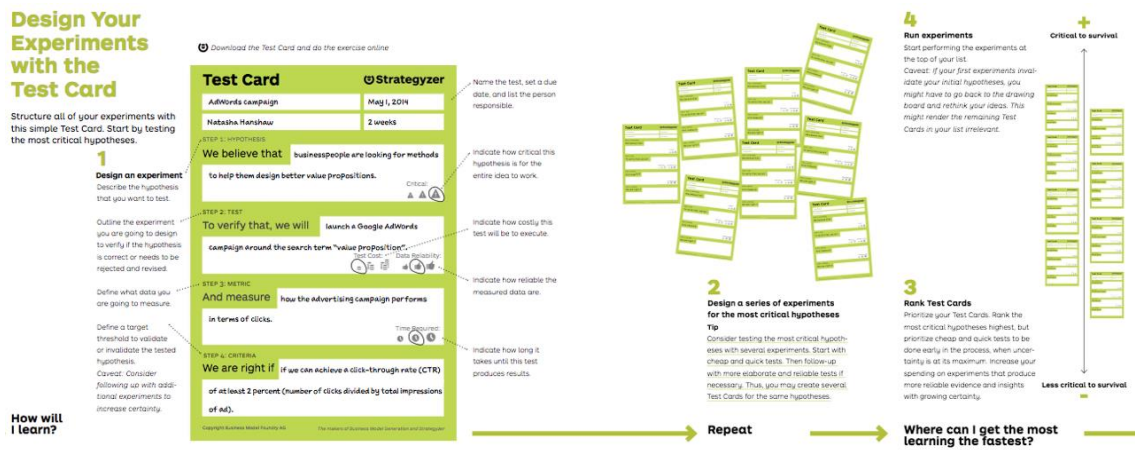 Design Your
Experiments
with the
Test Card
Structure all of your experiments with
this simple Test Card. Start by testing
the most critical hypotheses.
1
Design an experiment
Describe the hypothesis
that you want to test.
Outline the experiment
you are going to design
to verify if the hypothesis
is correct or needs to be
rejected and revised.
Define what data you
are going to measure.
Define a target
threshold to validate
or invalidate the tested
hypothesis.
Caveat: Consider
following up with addi-
tional experiments to
increase certainty.
How will
I learn?
Download the Test Card and do the exercise online
Test Card
Strategyzer
AdWords campaign
May 1, 2014
Natasha Hanshaw
2 weeks
STEP 1: HYPOTHESIS
We believe that businesspeople are looking for methods
to help them design better value propositions.
Critical:
STEP 2: TEST
To verify that, we will launch a Google AdWords
campaign around the search term "value proposition".
Test Cost: Data Reliability:
STEP 3: METRIC
And measure how the advertising campaign performs
in terms of clicks.
Time Required:
STEP 4: CRITERIA
We are right if if we can achieve a click-through rate (CTR)
of at least 2 percent (number of clicks divided by total impressions
of ad).
Copyright Business Model Foundry AG
The makers of Business Model Generation and Strategyzer
Name the test, set a due
date, and list the person
responsible.
Indicate how critical this
hypothesis is for the
entire idea to work.
Indicate how costly this
test will be to execute.
Indicate how reliable the
measured data are.
Indicate how long it
takes until this test
produces results.
2
Design a series of experiments
for the most critical hypotheses
Tip
Consider testing the most critical hypoth-
eses with several experiments. Start with
cheap and quick tests. Then follow-up
with more elaborate and reliable tests if
necessary. Thus, you may create several
Test Cards for the same hypotheses.
Repeat
3
Rank Test Cards
Prioritize your Test Cards. Rank the
most critical hypotheses highest, but
prioritize cheap and quick tests to be
done early in the process, when uncer-
tainty is at its maximum. Increase your
spending on experiments that produce
more reliable evidence and insights
with growing certainty.
Where can I get the most
learning the fastest?
4
Run experiments
Start performing the experiments at
the top of your list.
Caveat: If your first experiments inval-
idate your initial hypotheses, you
might have to go back to the drawing
board and rethink your ideas. This
might render the remaining Test
Cards in your list irrelevant.
+
Critical to survival
Less critical to survival
-